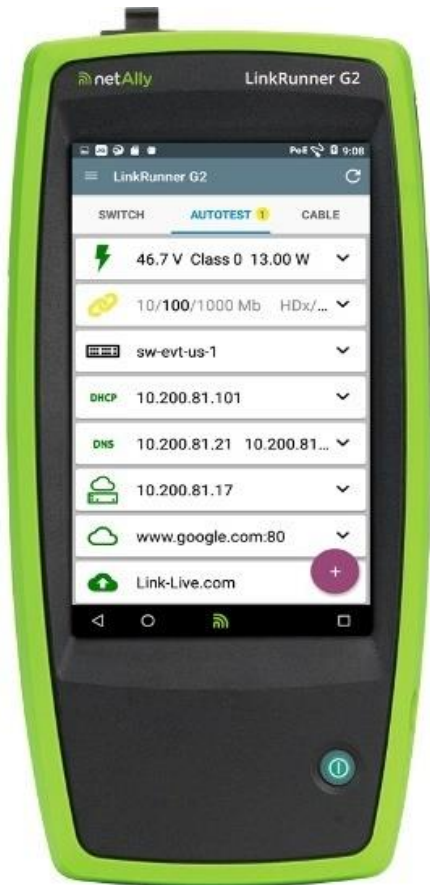 netAlly LinkRunner G2
PoE 9:08
LinkRunner G2
SWITCH AUTOTEST 1 CABLE
46.7 V Class 0 13.00 W
10/100/1000 Mb HDx/...
sw-evt-us-1
DHCP 10.200.81.101
DNS 10.200.81.21 10.200.81...
10.200.81.17
www.google.com:80
Link-Live.com
+